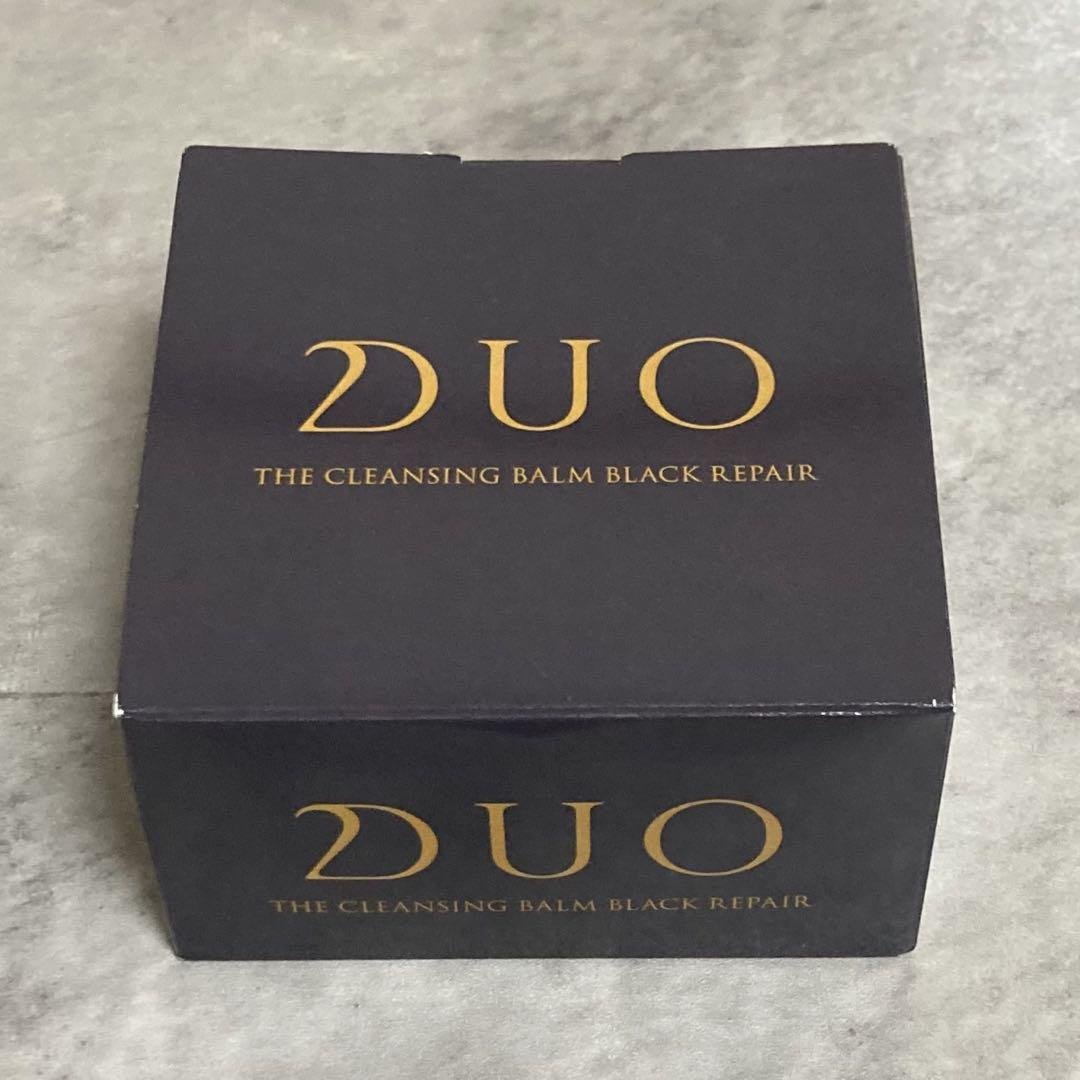 DUO
THE CLEANSING BALM BLACK REPAIR
DUO
THE CLEANSING BALM BLACK REPAIR